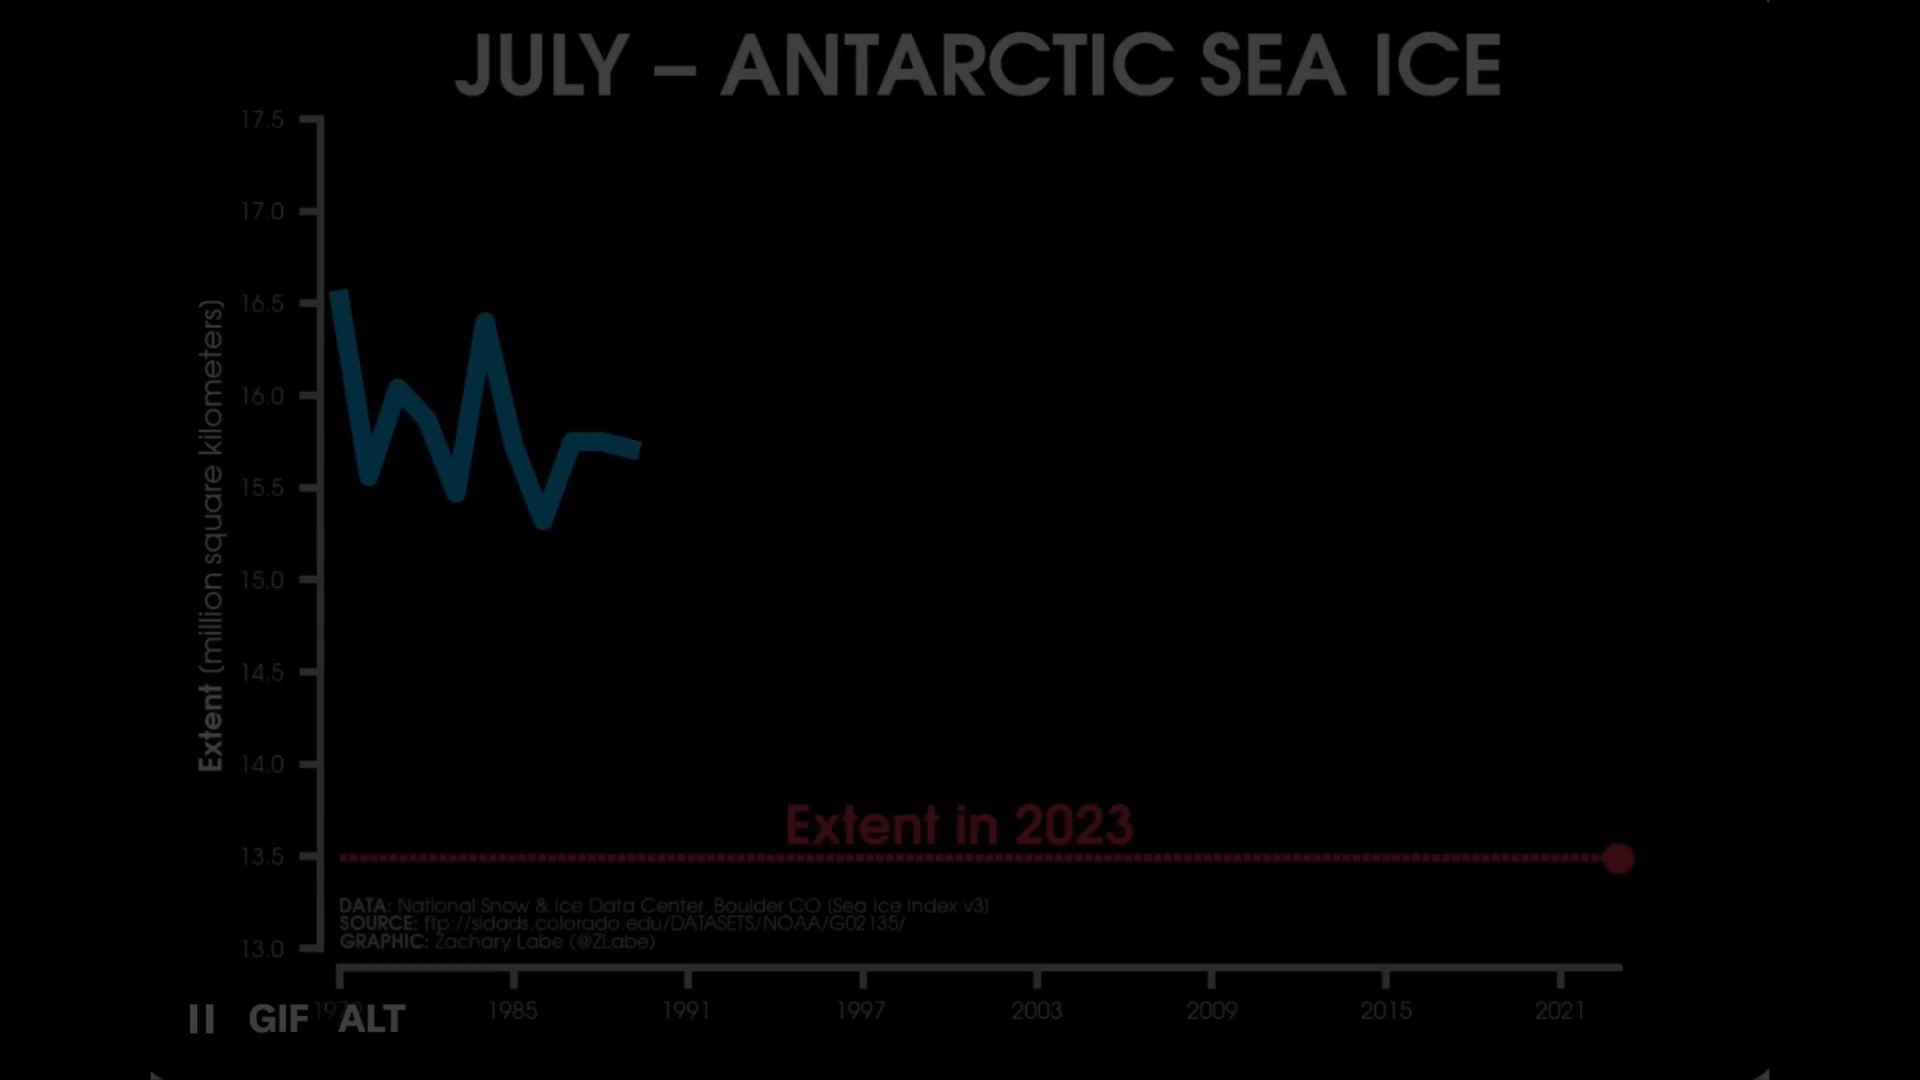 JULY – ANTARCTIC SEA ICE
17.5
17.0
16.5
16.0
15.5
15.0
14.5
14.0
13.5
13.0
Extent (million square kilometers)
Extent in 2023
DATA: National Snow & Ice Data Center, Boulder CO (Sea Ice Index v3)
SOURCE: ftp://sidads.colorado.edu/DATASETS/NOAA/G02135/
GRAPHIC: Zachary Labe (@ZLabe)
1985 1991 1997 2003 2009 2015 2021
GIF ALT